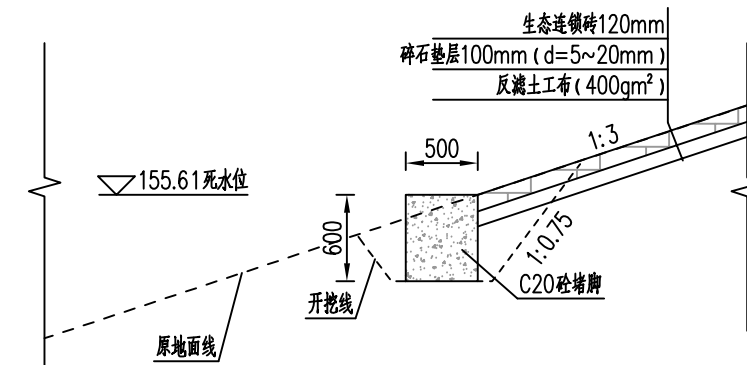 生态连锁砖120mm
碎石垫层100mm(d=5~20mm)
反滤土工布(400gm²)
1:3
500
155.61死水位
600
1:0.75
C20砼堵脚
开挖线
原地面线